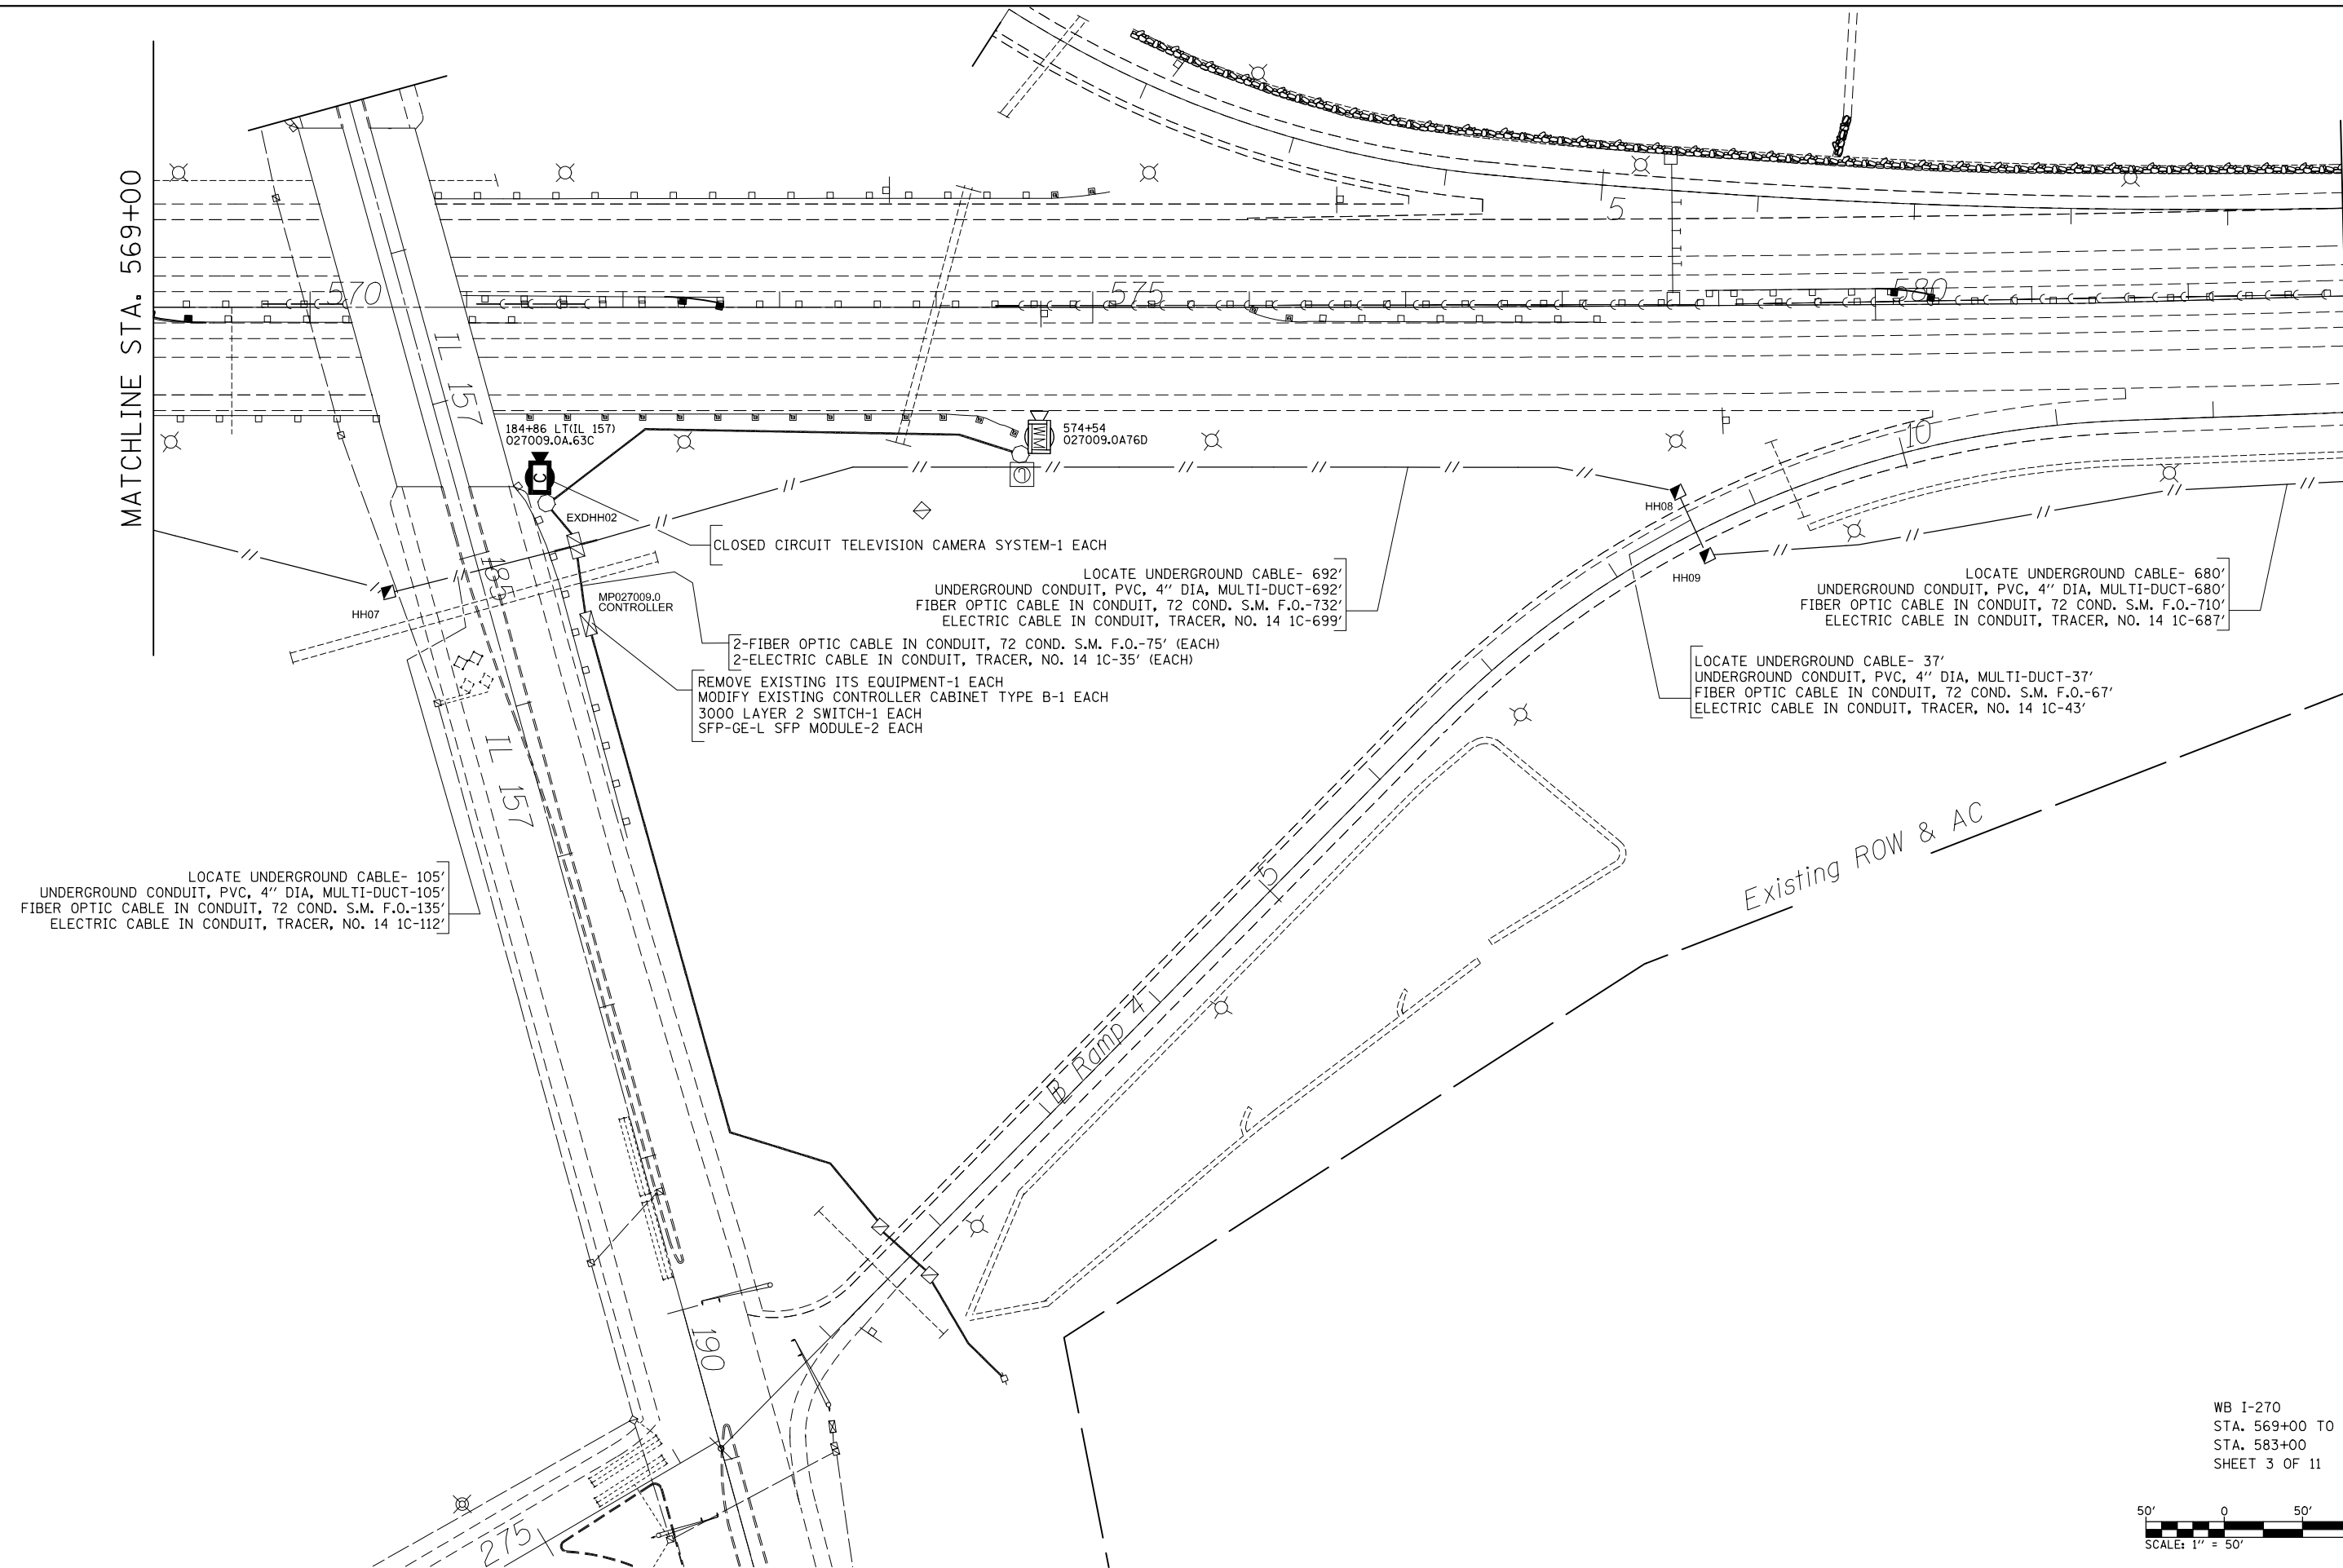 MATCHLINE STA. 569+00
570
575
580
5
10
IL 157
184+86 LT(IL 157)
027009.0A.63C
C
WIM
574+54
027009.0A76D
1
EXDHH02
HH07
HH08
HH09
185
CLOSED CIRCUIT TELEVISION CAMERA SYSTEM-1 EACH
MP027009.0
CONTROLLER
LOCATE UNDERGROUND CABLE- 692'
UNDERGROUND CONDUIT, PVC, 4" DIA, MULTI-DUCT-692'
FIBER OPTIC CABLE IN CONDUIT, 72 COND. S.M. F.O.-732'
ELECTRIC CABLE IN CONDUIT, TRACER, NO. 14 1C-699'
LOCATE UNDERGROUND CABLE- 680'
UNDERGROUND CONDUIT, PVC, 4" DIA, MULTI-DUCT-680'
FIBER OPTIC CABLE IN CONDUIT, 72 COND. S.M. F.O.-710'
ELECTRIC CABLE IN CONDUIT, TRACER, NO. 14 1C-687'
2-FIBER OPTIC CABLE IN CONDUIT, 72 COND. S.M. F.O.-75' (EACH)
2-ELECTRIC CABLE IN CONDUIT, TRACER, NO. 14 1C-35' (EACH)
REMOVE EXISTING ITS EQUIPMENT-1 EACH
MODIFY EXISTING CONTROLLER CABINET TYPE B-1 EACH
3000 LAYER 2 SWITCH-1 EACH
SFP-GE-L SFP MODULE-2 EACH
LOCATE UNDERGROUND CABLE- 37'
UNDERGROUND CONDUIT, PVC, 4" DIA, MULTI-DUCT-37'
FIBER OPTIC CABLE IN CONDUIT, 72 COND. S.M. F.O.-67'
ELECTRIC CABLE IN CONDUIT, TRACER, NO. 14 1C-43'
IL 157
LOCATE UNDERGROUND CABLE- 105'
UNDERGROUND CONDUIT, PVC, 4" DIA, MULTI-DUCT-105'
FIBER OPTIC CABLE IN CONDUIT, 72 COND. S.M. F.O.-135'
ELECTRIC CABLE IN CONDUIT, TRACER, NO. 14 1C-112'
5
Existing ROW & AC
Ramp 4
190
275
WB I-270
STA. 569+00 TO
STA. 583+00
SHEET 3 OF 11
50' 0 50'
SCALE: 1" = 50'